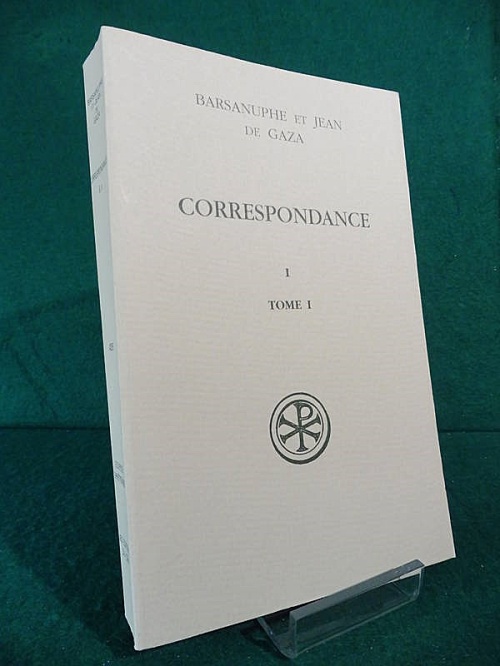 BARSANUPHE ET JEAN
DE GAZA
CORRESPONDANCE
I
TOME I